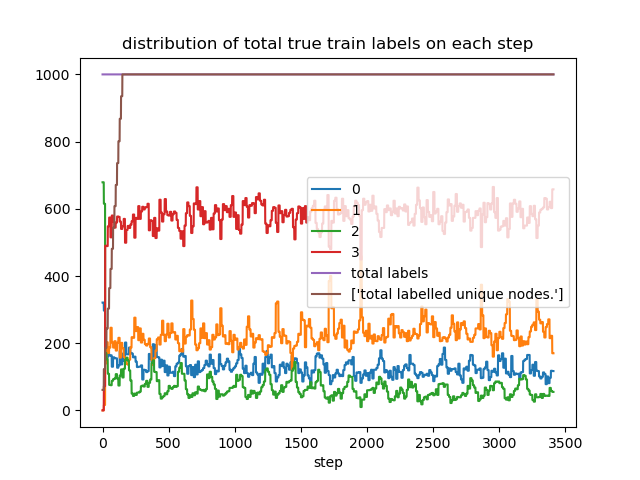 distribution of total true train labels on each step
1000
800
600
400
200
0
0
1
2
3
total labels
['total labelled unique nodes.']
0 500 1000 1500 2000 2500 3000 3500
step